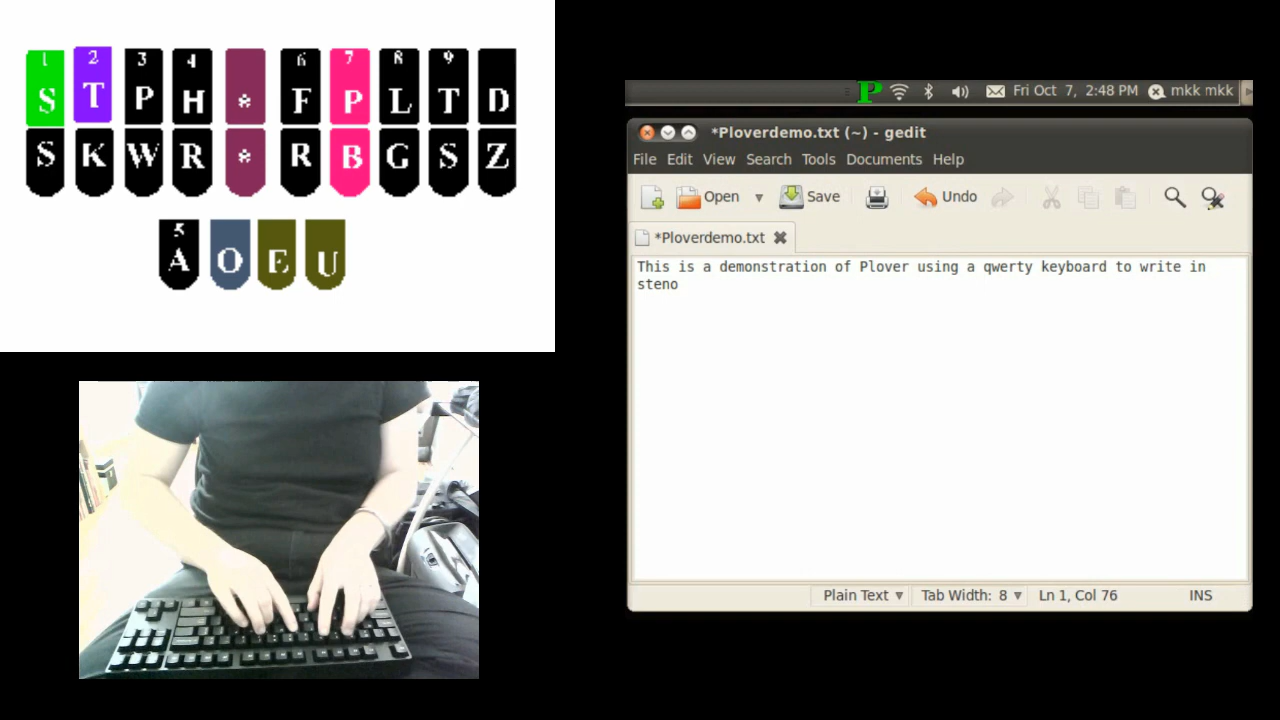 1 2 3 4 6 7 8 9
S T P H * F P L T D
S K W R * R B G S Z
5
A O E U
P Fri Oct 7, 2:48 PM mkk mkk
*Ploverdemo.txt (~) - gedit
File Edit View Search Tools Documents Help
Open Save Undo
*Ploverdemo.txt
This is a demonstration of Plover using a qwerty keyboard to write in
steno
Plain Text Tab Width: 8 Ln 1, Col 76 INS